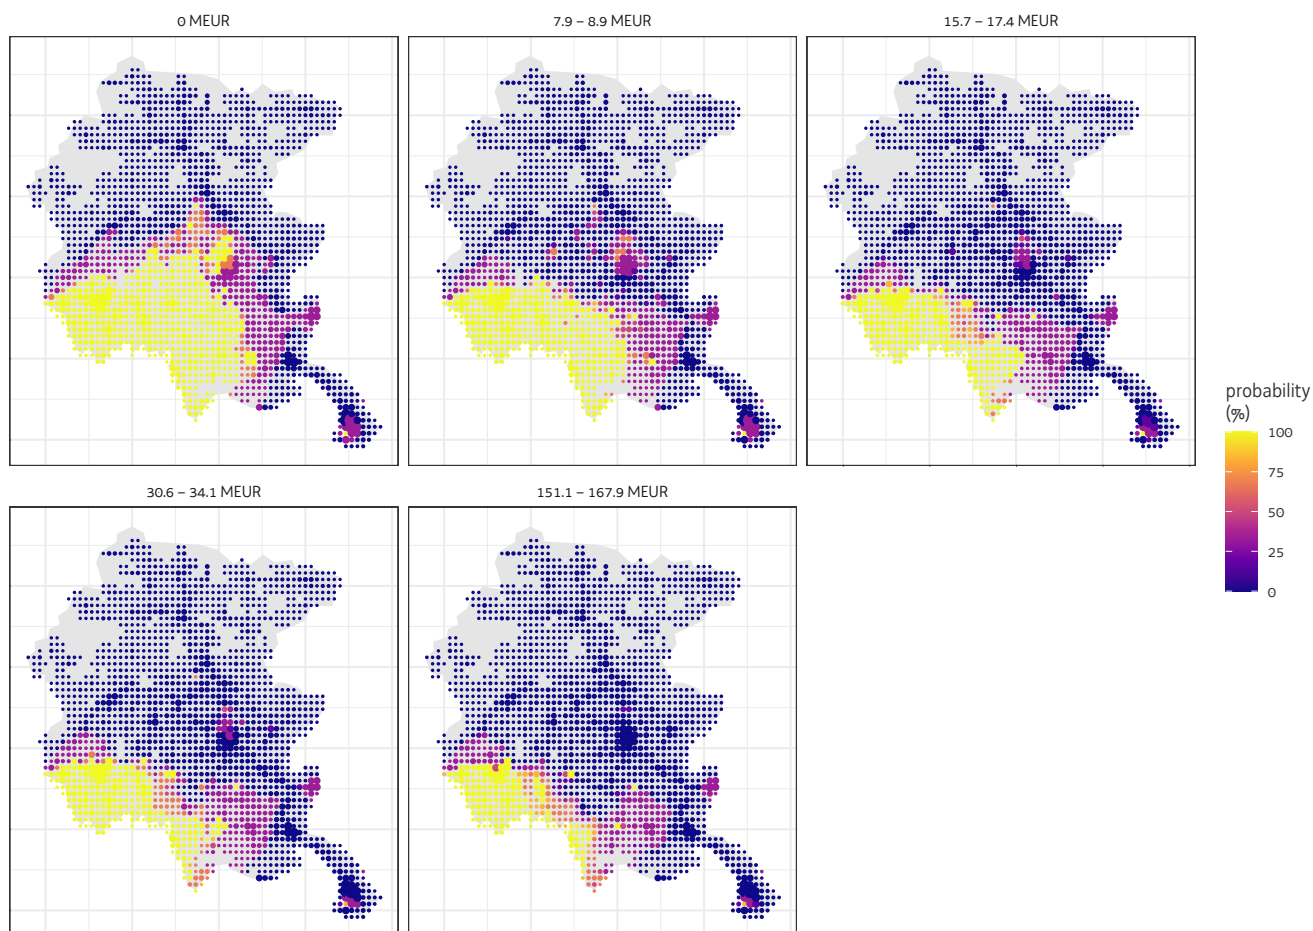 0 MEUR
7.9 – 8.9 MEUR
15.7 – 17.4 MEUR
30.6 – 34.1 MEUR
151.1 – 167.9 MEUR
probability
(%)
100
75
50
25
0